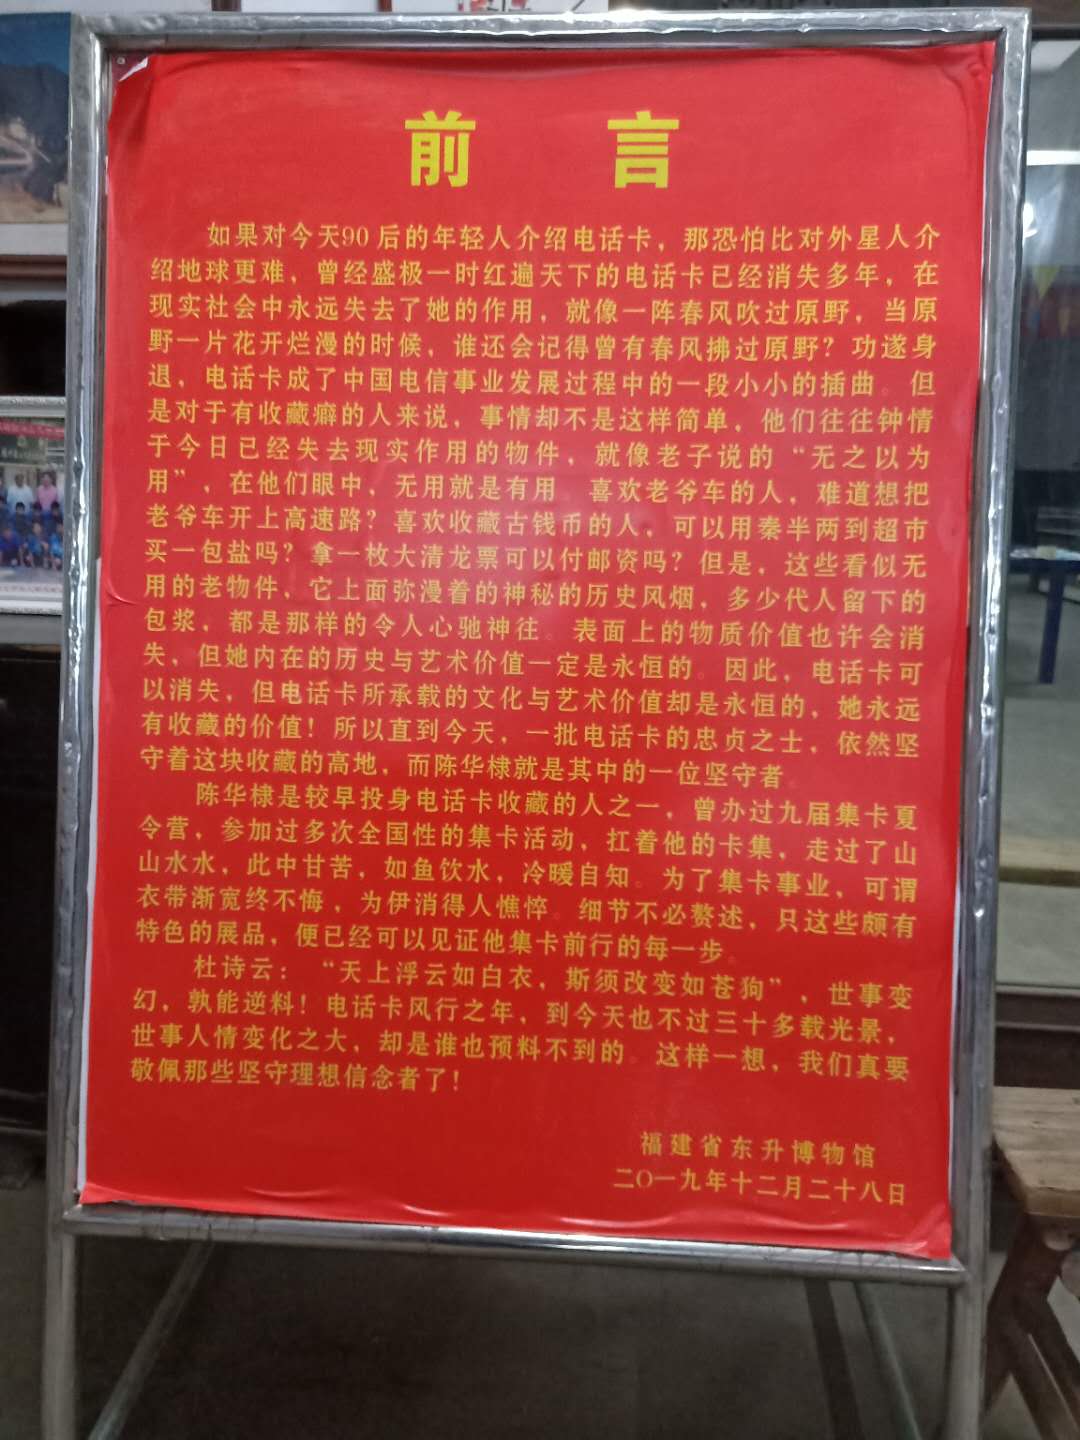 前言
如果对今天90后的年轻人介绍电话卡，那恐怕比对外星人介
绍地球更难，曾经盛极一时红遍天下的电话卡已经消失多年，在
现实社会中永远失去了她的作用，就像一阵春风吹过原野，当原
野一片花开烂漫的时候，谁还会记得曾有春风拂过原野？功遂身
退，电话卡成了中国电信事业发展过程中的一段小小的插曲。但
是对于有收藏癖的人来说，事情却不是这样简单，他们往往钟情
于今日已经失去现实作用的物件，就像老子说的“无之以为
用”，在他们眼中，无用就是有用。喜欢老爷车的人，难道想把
老爷车开上高速路？喜欢收藏古钱币的人，可以用秦半两到超市
买一包盐吗？拿一枚大清龙票可以付邮资吗？但是，这些看似无
用的老物件，它上面弥漫着的神秘的历史风烟，多少代人留下的
包浆，都是那样的令人心驰神往。表面上的物质价值也许会消
失，但她内在的历史与艺术价值一定是永恒的。因此，电话卡可
以消失，但电话卡所承载的文化与艺术价值却是永恒的，她永远
有收藏的价值！所以直到今天，一批电话卡的忠贞之士，依然坚
守着这块收藏的高地，而陈华棣就是其中的一位坚守者。
陈华棣是较早投身电话卡收藏的人之一，曾办过九届集卡夏
令营，参加过多次全国性的集卡活动，扛着他的卡集，走过了山
山水水，此中甘苦，如鱼饮水，冷暖自知。为了集卡事业，可谓
衣带渐宽终不悔，为伊消得人憔悴。细节不必赘述，只这些颇有
特色的展品，便已经可以见证他集卡前行的每一步。
杜诗云：“天上浮云如白衣，斯须改变如苍狗”，世事变
幻，孰能逆料！电话卡风行之年，到今天也不过三十多载光景，
世事人情变化之大，却是谁也预料不到的。这样一想，我们真要
敬佩那些坚守理想信念者了！
福建省东升博物馆
二〇一九年十二月二十八日